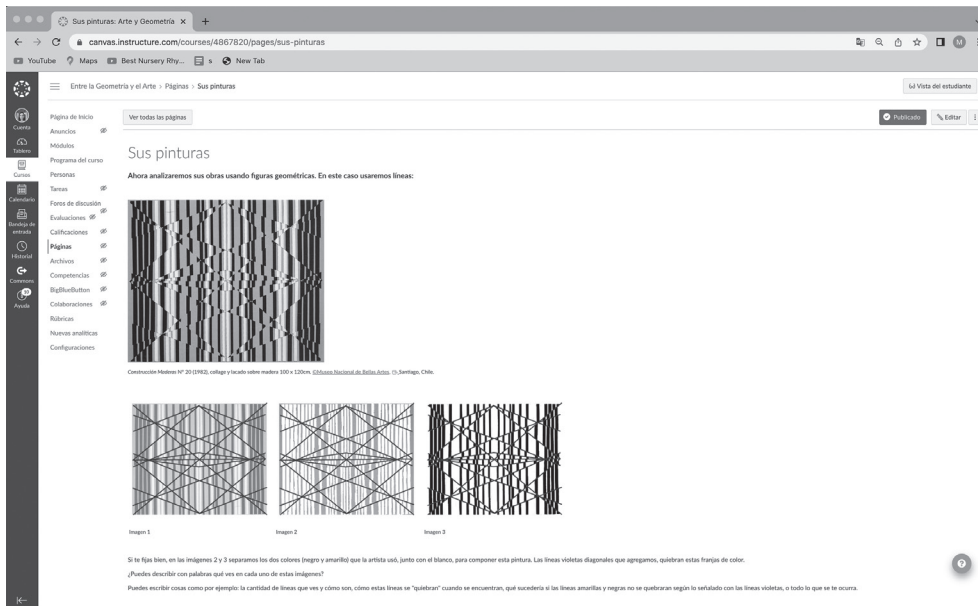 Sus pinturas: Arte y Geometría
canvas.instructure.com/courses/4867820/pages/sus-pinturas
M
YouTube
Maps
Best Nursery Rhy...
s
New Tab
Entre la Geometría y el Arte > Páginas > Sus pinturas
Vista del estudiante
Cuenta
Tablero
Cursos
Calendario
Bandeja de
entrada
Historial
Commons
10
Ayuda
Página de Inicio
Anuncios
Módulos
Programa del curso
Personas
Tareas
Foros de discusión
Evaluaciones
Calificaciones
Páginas
Archivos
Competencias
BigBlueButton
Colaboraciones
Rúbricas
Nuevas analíticas
Configuraciones
Ver todas las páginas
Publicado
Editar
Sus pinturas
Ahora analizaremos sus obras usando figuras geométricas. En este caso usaremos líneas:
Construcción Maderas N° 20 (1982), collage y lacado sobre madera 100 x 120cm. ©Museo Nacional de Bellas Artes. Santiago, Chile.
Imagen 1
Imagen 2
Imagen 3
Si te fijas bien, en las imágenes 2 y 3 separamos los dos colores (negro y amarillo) que la artista usó, junto con el blanco, para componer esta pintura. Las líneas violetas diagonales que agregamos, quiebran estas franjas de color.
¿Puedes describir con palabras qué ves en cada uno de estas imágenes?
Puedes escribir cosas como por ejemplo: la cantidad de líneas que ves y cómo son, cómo estas líneas se "quiebran" cuando se encuentran, qué sucedería si las líneas amarillas y negras no se quebraran según lo señalado con las líneas violetas, o todo lo que se te ocurra.